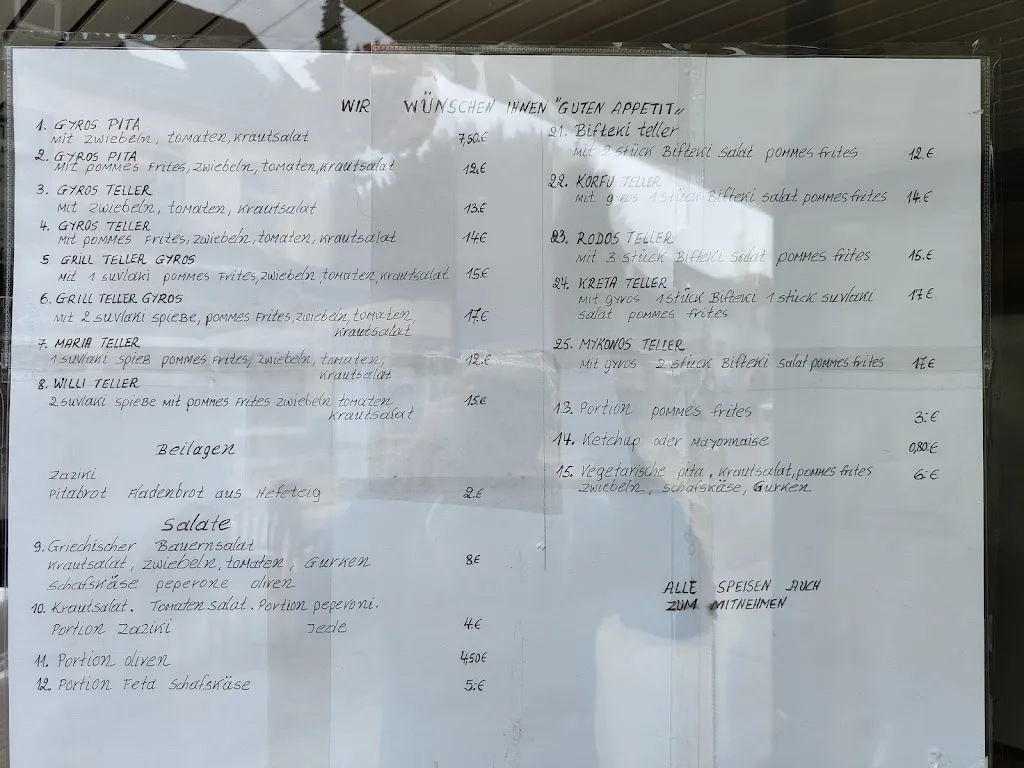 WIR WÜNSCHEN IHNEN "GUTEN APPETIT"
1. GYROS PITA
Mit zwiebeln, tomaten, krautsalat 7,50.€
2. GYROS PITA
Mit pommes Frites, zwiebeln, tomaten, krautsalat 12,€
3. GYROS TELLER
Mit zwiebeln, tomaten, krautsalat 13.€
4. GYROS TELLER
Mit pommes Frites, zwiebeln, tomaten, krautsalat 14€
5 GRILL TELLER GYROS
Mit 1 suvlaki pommes Frites, zwiebeln, tomaten, krautsalat 15€
6. GRILL TELLER GYROS
Mit 2 suvlaki spieße, pommes Frites, zwiebeln, tomaten, 17.€
krautsalat
7. MARIA TELLER
1 suvlaki spieß pommes Frites, zwiebeln, tomaten, 12.€
krautsalat
8. WILLI TELLER
2 suvlaki spieße mit pommes Frites zwiebeln tomaten 15€
krautsalat
Beilagen
Zaziki
Pitabrot Fladenbrot aus Hefeteig 2.€
Salate
9. Griechischer Bauernsalat
krautsalat, zwiebeln, tomaten, Gurken 8€
schafskäse peperone oliven
10. Krautsalat. Tomaten salat. Portion peperoni.
Portion Zaziki Jede 4€
11. Portion oliven 4,50€
12. Portion Feta Schafskäse 5.€
21. Bifteki teller
Mit 2 stück Bifteki salat pommes frites 12.€
22. KORFU TELLER
Mit gyros 1 stück Bifteki salat pommes frites 14.€
23. RODOS TELLER
Mit 3 stück Bifteki salat pommes frites 15.€
24. KRETA TELLER
Mit gyros 1 stück Bifteki 1 stück suvlaki 17.€
salat pommes frites
25. MYKONOS TELLER
Mit gyros 2 stück Bifteki salat pommes frites 17.€
13. Portion pommes frites 3.€
14. Ketchup oder Mayonnaise 0,80.€
15. Vegetarische pita. krautsalat, pommes frites 6.€
zwiebeln, schafskäse, Gurken
ALLE SPEISEN AUCH
ZUM MITNEHMEN